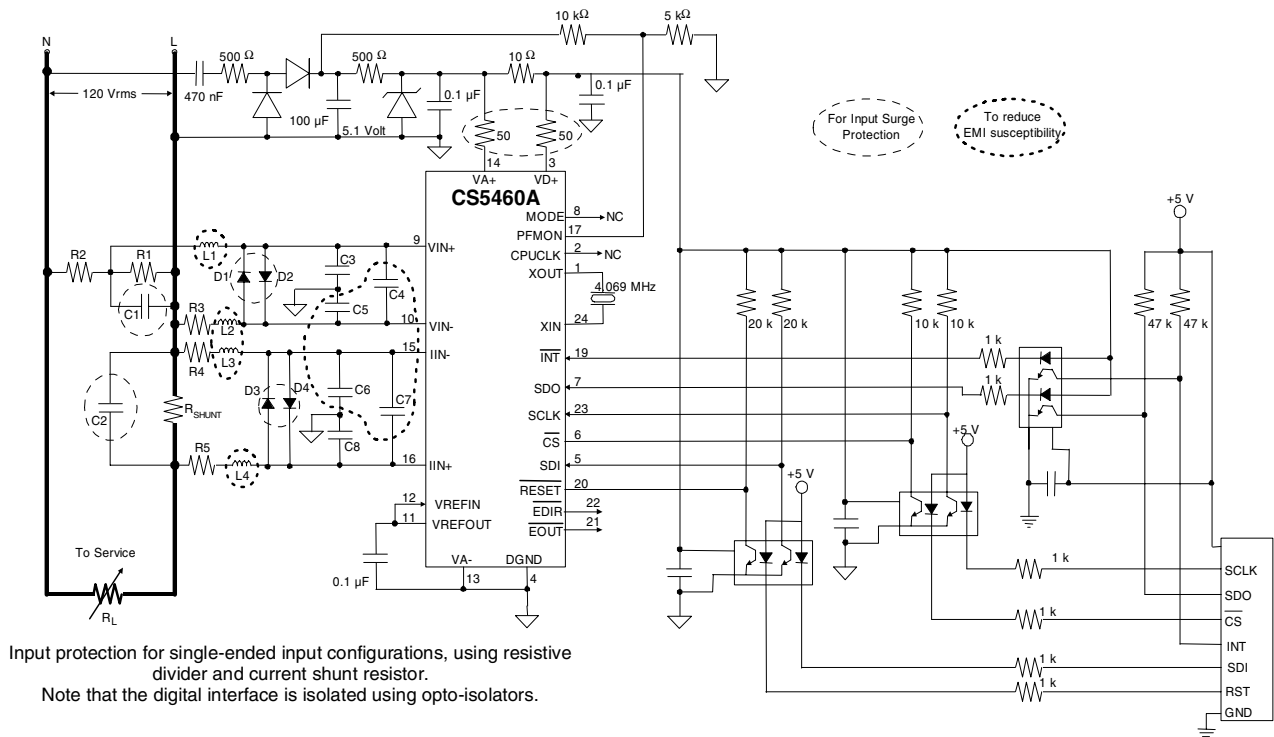 10 kΩ
5 kΩ
N
L
500 Ω
500 Ω
10 Ω
120 Vrms
470 nF
100 µF
5.1 Volt
0.1 µF
0.1 µF
50
50
For Input Surge
Protection
To reduce
EMI susceptibility
14
3
VA+
VD+
CS5460A
+5 V
MODE
8
NC
PFMON
17
CPUCLK
2
NC
XOUT
1
4.069 MHz
XIN
24
9
VIN+
R2
R1
L1
D1
D2
C3
C4
C1
C5
R3
L2
10
VIN-
15
IIN-
R4
L3
20 k
20 k
10 k
10 k
47 k
47 k
INT
19
1 k
SDO
7
1 k
C6
C7
D3
D4
C2
RSHUNT
SCLK
23
C8
CS
6
+5 V
R5
L4
16
IIN+
SDI
5
RESET
20
+5 V
12
VREFIN
EDIR
22
11
VREFOUT
EOUT
21
To Service
RL
0.1 µF
VA-
DGND
13
4
1 k
SCLK
SDO
1 k
CS
INT
1 k
SDI
1 k
RST
GND
Input protection for single-ended input configurations, using resistive
divider and current shunt resistor.
Note that the digital interface is isolated using opto-isolators.